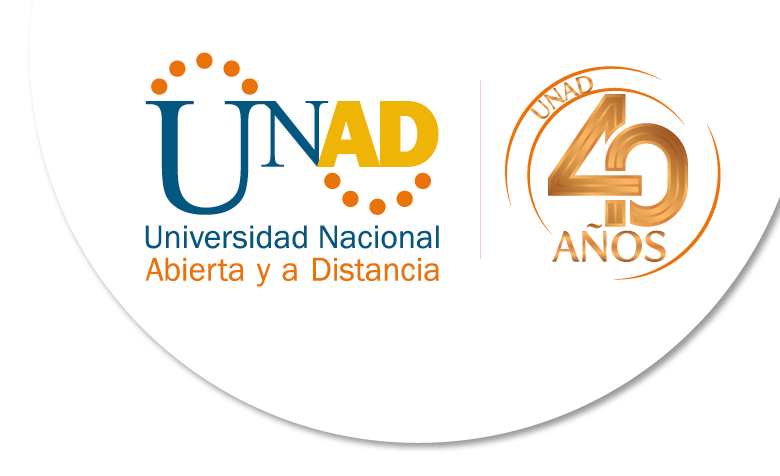 UNAD
Universidad Nacional
Abierta y a Distancia
UNAD
40
AÑOS